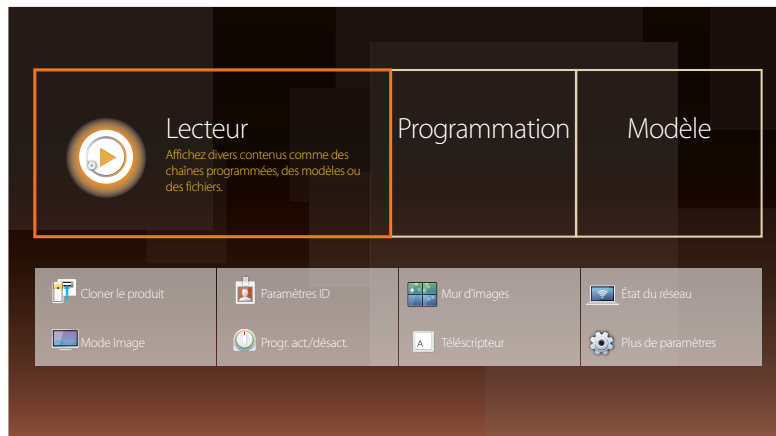 Lecteur
Affichez divers contenus comme des
chaînes programmées, des modèles ou
des fichiers.
Programmation
Modèle
Cloner le produit
Paramètres ID
Mur d'images
État du réseau
Mode Image
Progr. act./désact.
A
Téléscripteur
Plus de paramètres